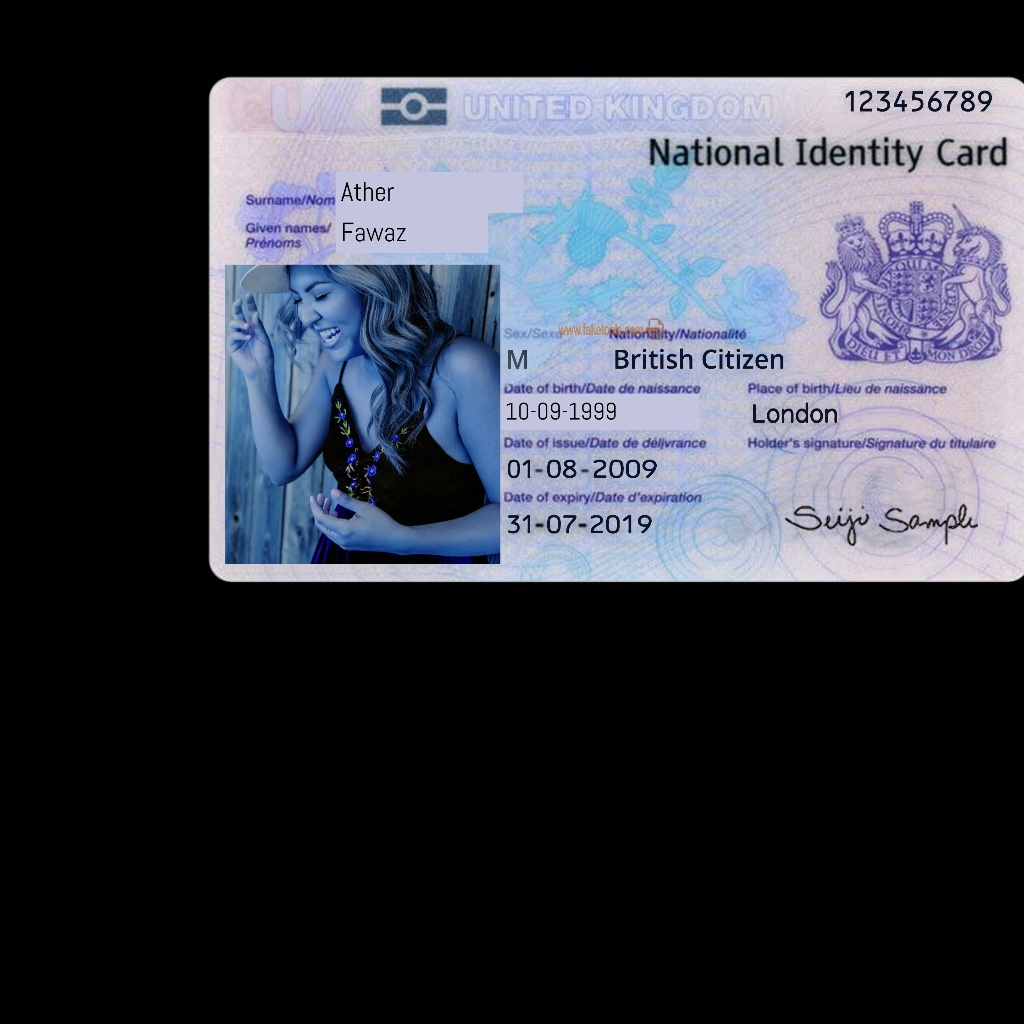 UK UNITED KINGDOM 123456789
National Identity Card
Surname/Nom Ather
Given names/ Fawaz
Prénoms
Sex/Sexe Nationality/Nationalité
M British Citizen
Date of birth/Date de naissance Place of birth/Lieu de naissance
10-09-1999 London
Date of issue/Date de délivrance Holder's signature/Signature du titulaire
01-08-2009
Date of expiry/Date d'expiration
31-07-2019 Seiji Sample
DIEU ET MON DROIT